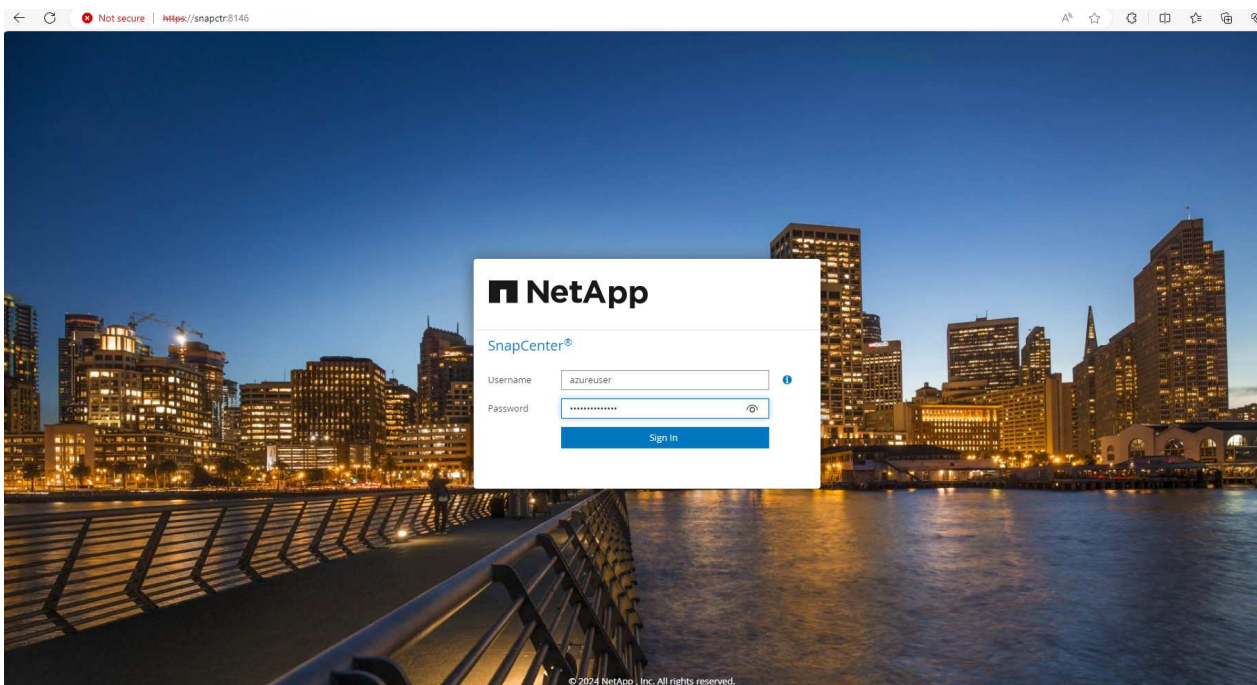 Not secure
https://snapctr:8146
NetApp
SnapCenter®
Username azureuser
Password ••••••••••••••
Sign In
© 2024 NetApp , Inc. All rights reserved.